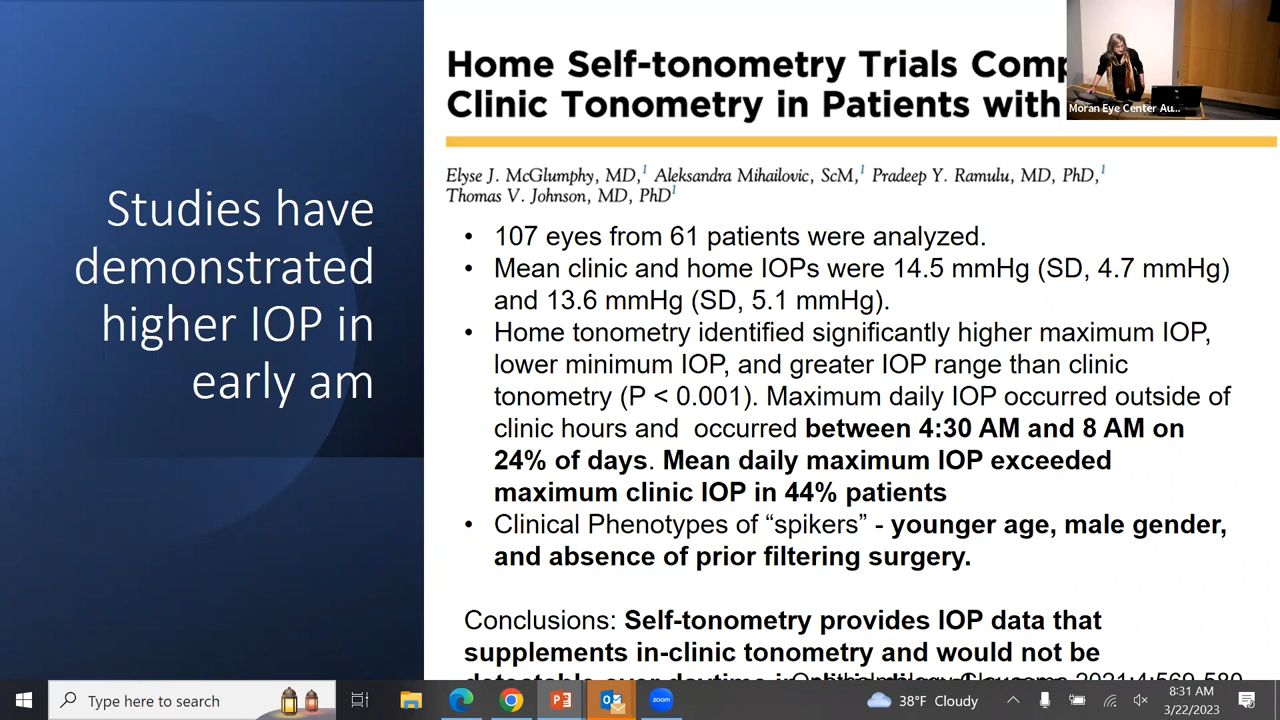 Home Self-tonometry Trials Comp
Clinic Tonometry in Patients with
Moran Eye Center Au...
Elyse J. McGlumphy, MD,¹ Aleksandra Mihailovic, ScM,¹ Pradeep Y. Ramulu, MD, PhD,¹
Thomas V. Johnson, MD, PhD¹
Studies have
demonstrated
higher IOP in
early am
• 107 eyes from 61 patients were analyzed.
• Mean clinic and home IOPs were 14.5 mmHg (SD, 4.7 mmHg)
and 13.6 mmHg (SD, 5.1 mmHg).
• Home tonometry identified significantly higher maximum IOP,
lower minimum IOP, and greater IOP range than clinic
tonometry (P < 0.001). Maximum daily IOP occurred outside of
clinic hours and occurred between 4:30 AM and 8 AM on
24% of days. Mean daily maximum IOP exceeded
maximum clinic IOP in 44% patients
• Clinical Phenotypes of “spikers” - younger age, male gender,
and absence of prior filtering surgery.
Conclusions: Self-tonometry provides IOP data that
supplements in-clinic tonometry and would not be
Type here to search
zoom
38°F Cloudy
8:31 AM
3/22/2023